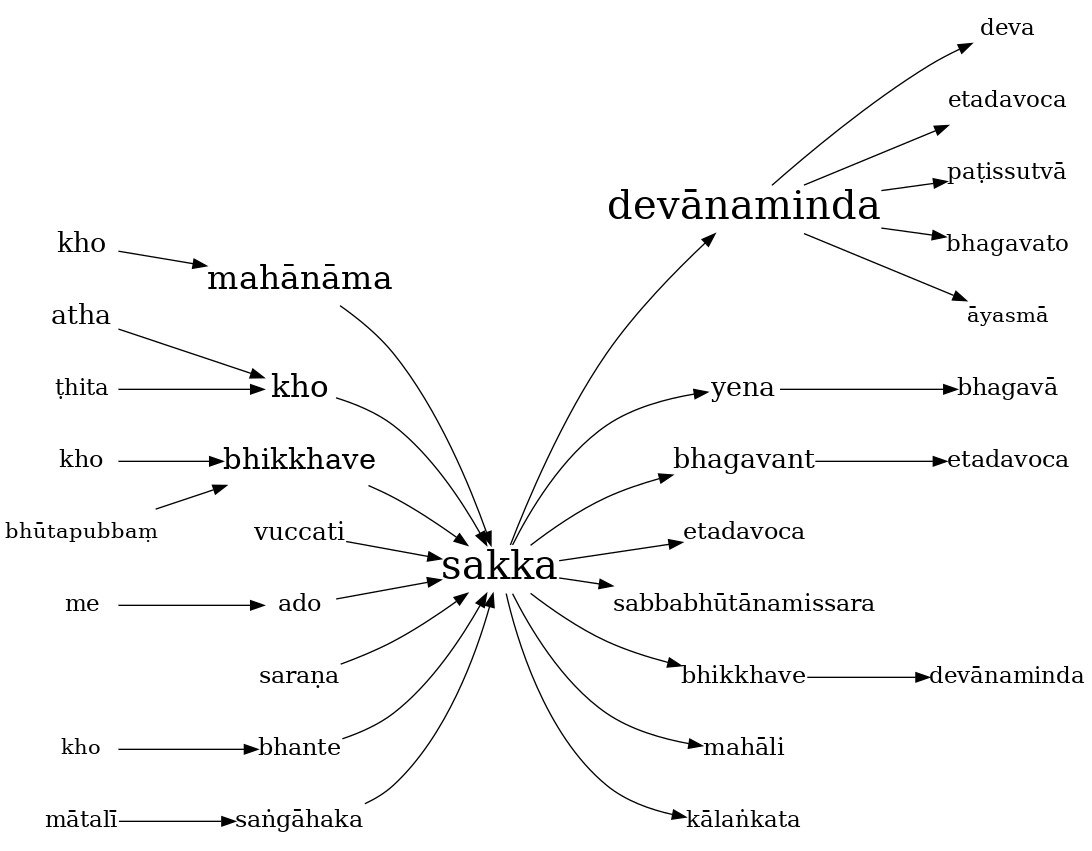 deva
etadavoca
paṭissutvā
devānaminda
kho
bhagavato
mahānāma
atha
āyasmā
ṭhita
kho
yena
bhagavā
kho
bhikkhave
bhagavant
etadavoca
bhūtapubbaṃ
vuccati
etadavoca
sakka
me
ado
sabbabhūtānamissara
saraṇa
bhikkhave
devānaminda
kho
bhante
mahāli
mātalī
saṅgāhaka
kālaṅkata